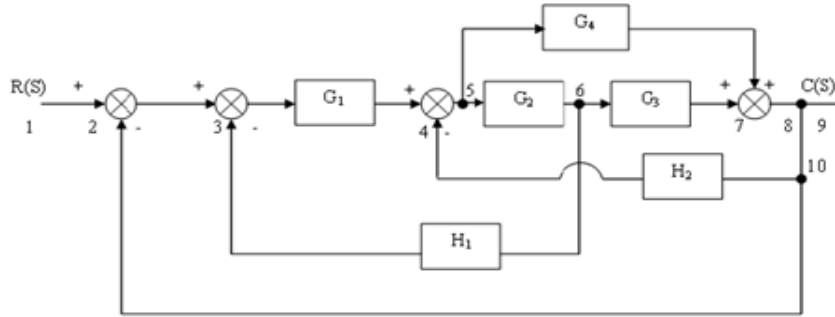 G₄
R(S) + + + 5 6 + + C(S)
G₁ G₂ G₃
1 2 - 3 - 4 - 7 8 9
10
H₂
H₁